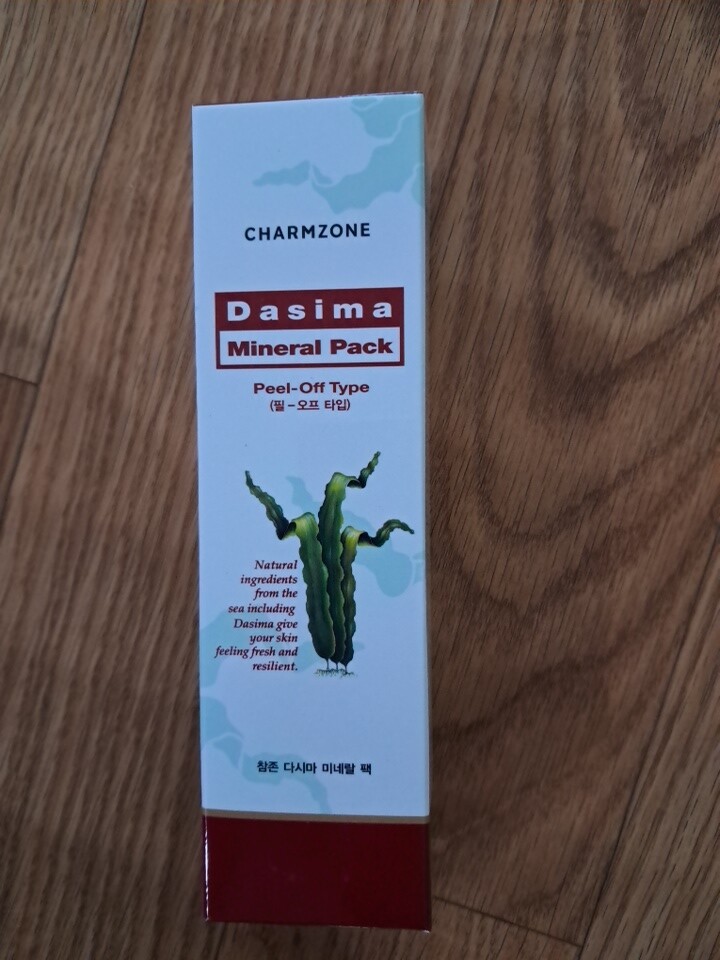 CHARMZONE
Dasima
Mineral Pack
Peel-Off Type
(필-오프 타입)
Natural
ingredients
from the
sea including
Dasima give
your skin
feeling fresh and
resilient.
참존 다시마 미네랄 팩